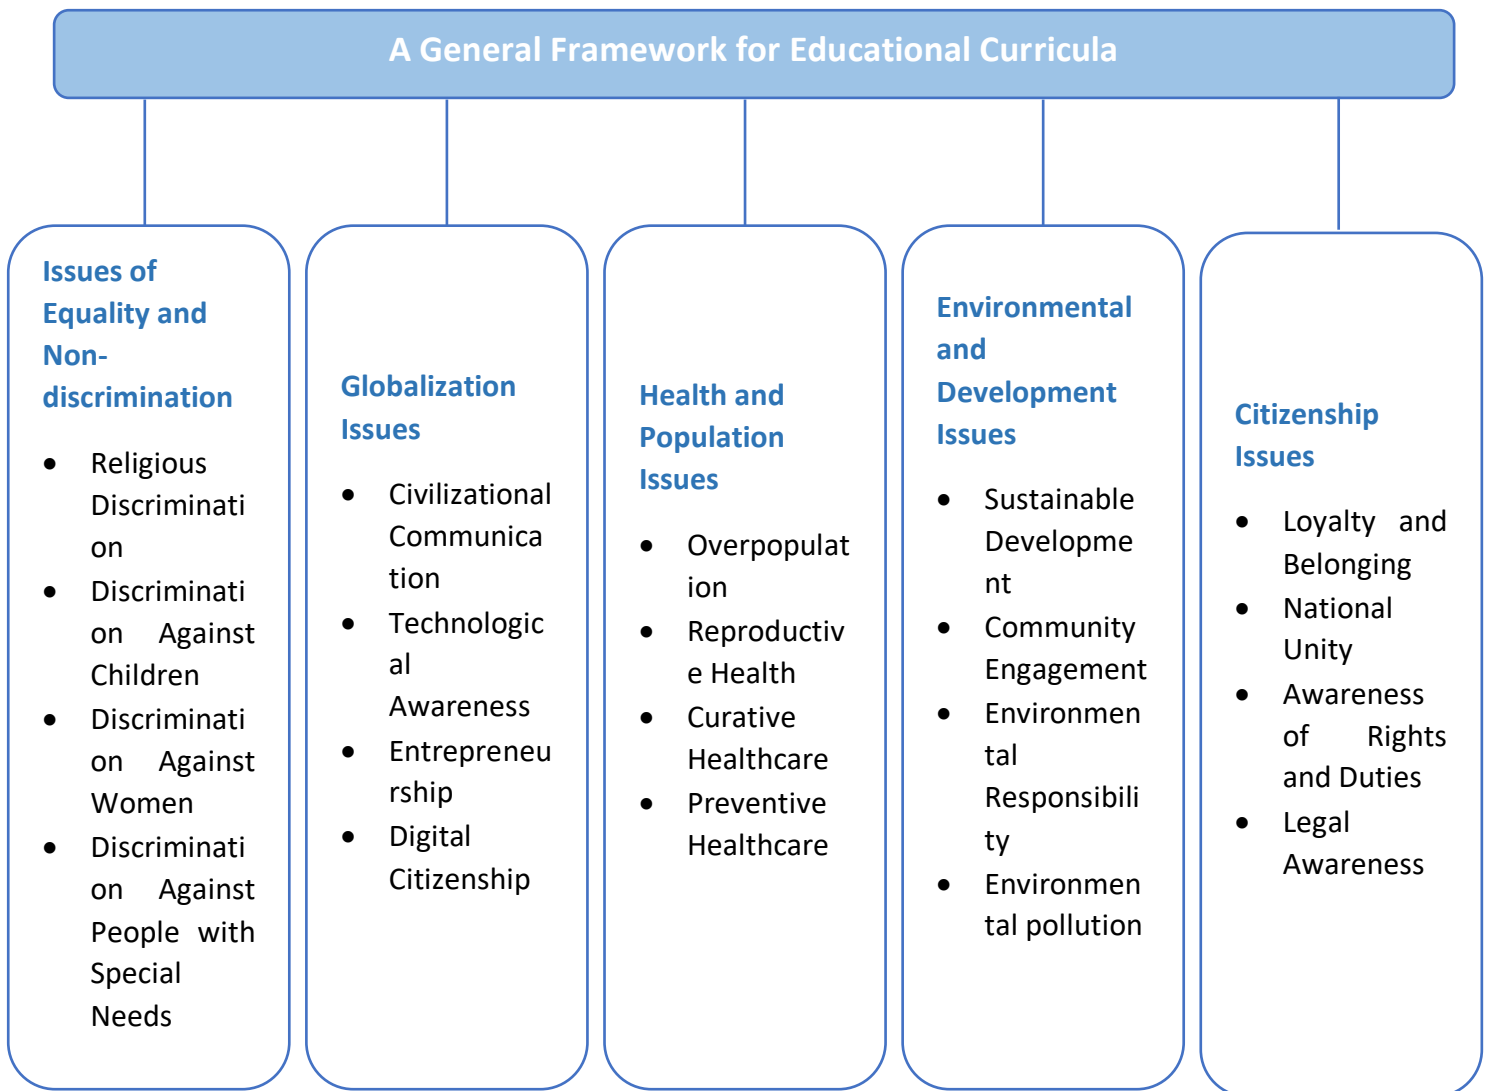 A General Framework for Educational Curricula
Issues of
Equality and
Non-
discrimination
• Religious
Discriminati
on
• Discriminati
on Against
Children
• Discriminati
on Against
Women
• Discriminati
on Against
People with
Special
Needs
Globalization
Issues
• Civilizational
Communica
tion
• Technologic
al
Awareness
• Entrepreneu
rship
• Digital
Citizenship
Health and
Population
Issues
• Overpopulat
ion
• Reproductiv
e Health
• Curative
Healthcare
• Preventive
Healthcare
Environmental
and
Development
Issues
• Sustainable
Developme
nt
• Community
Engagement
• Environmen
tal
Responsibili
ty
• Environmen
tal pollution
Citizenship
Issues
• Loyalty and
Belonging
• National
Unity
• Awareness
of Rights
and Duties
• Legal
Awareness